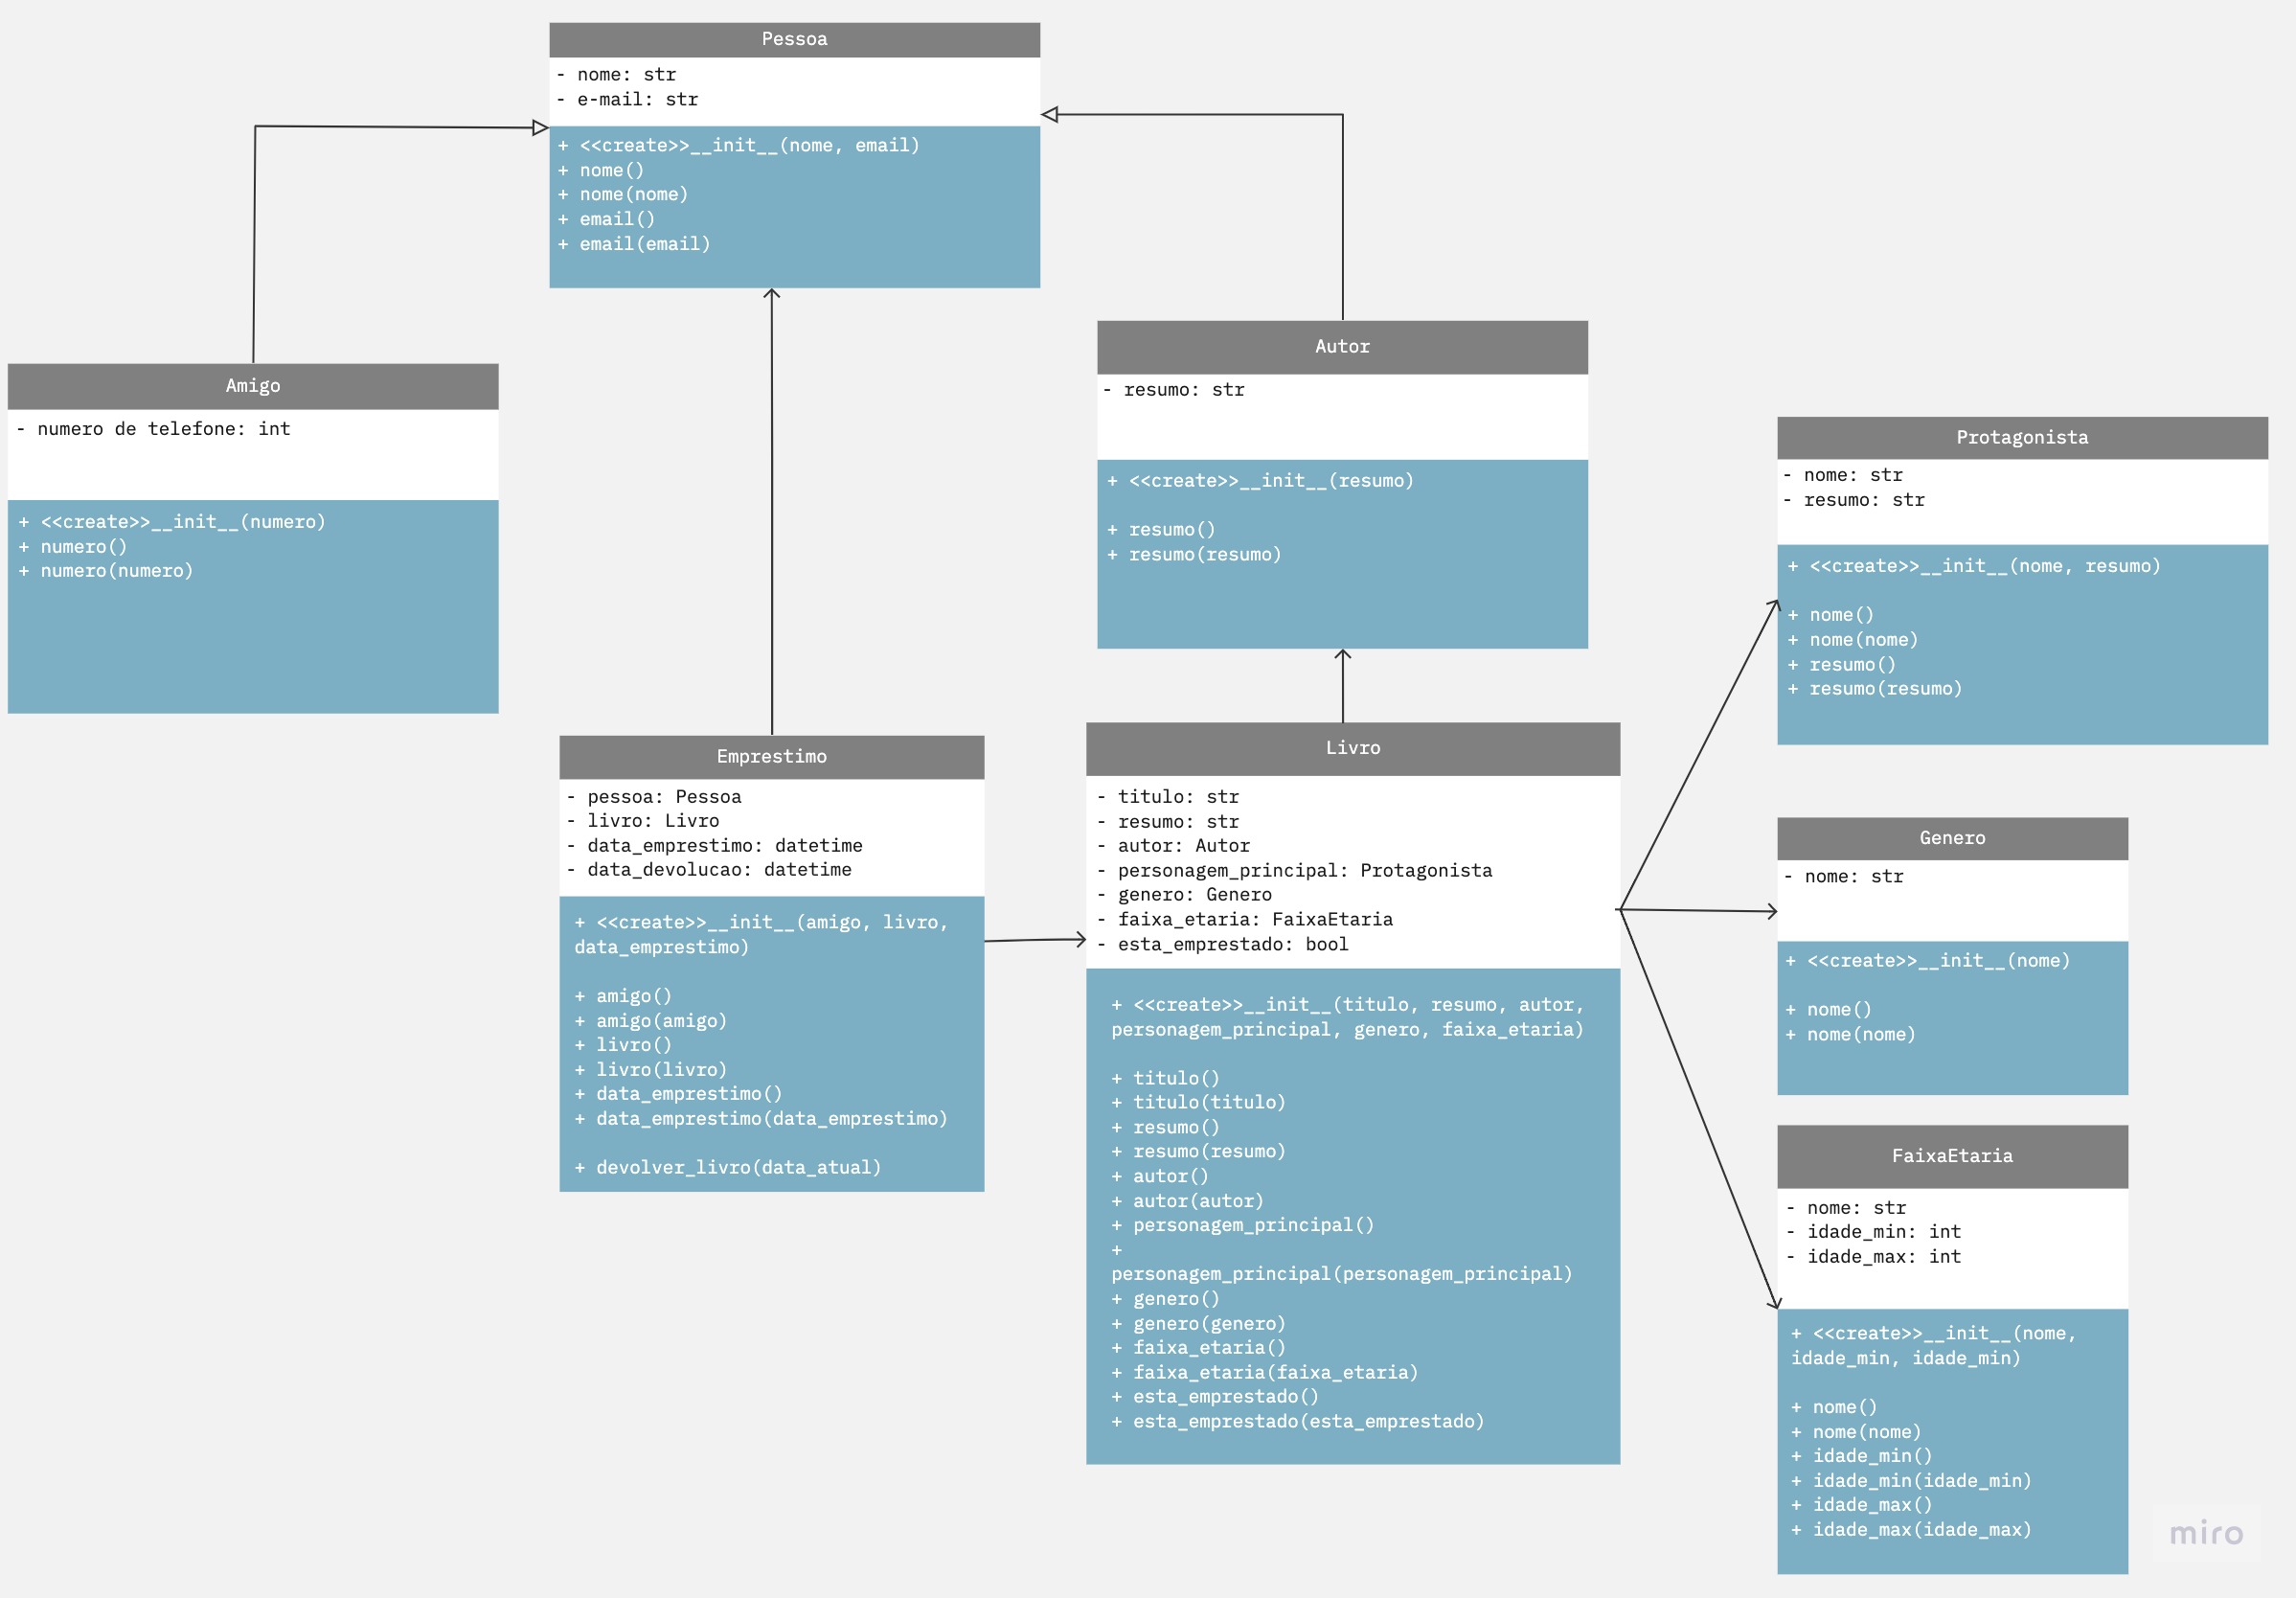 Pessoa
- nome: str
- e-mail: str
+ <<create>>__init__(nome, email)
+ nome()
+ nome(nome)
+ email()
+ email(email)
Amigo
- numero de telefone: int
+ <<create>>__init__(numero)
+ numero()
+ numero(numero)
Autor
- resumo: str
+ <<create>>__init__(resumo)
+ resumo()
+ resumo(resumo)
Protagonista
- nome: str
- resumo: str
+ <<create>>__init__(nome, resumo)
+ nome()
+ nome(nome)
+ resumo()
+ resumo(resumo)
Emprestimo
- pessoa: Pessoa
- livro: Livro
- data_emprestimo: datetime
- data_devolucao: datetime
+ <<create>>__init__(amigo, livro,
data_emprestimo)
+ amigo()
+ amigo(amigo)
+ livro()
+ livro(livro)
+ data_emprestimo()
+ data_emprestimo(data_emprestimo)
+ devolver_livro(data_atual)
Livro
- titulo: str
- resumo: str
- autor: Autor
- personagem_principal: Protagonista
- genero: Genero
- faixa_etaria: FaixaEtaria
- esta_emprestado: bool
+ <<create>>__init__(titulo, resumo, autor,
personagem_principal, genero, faixa_etaria)
+ titulo()
+ titulo(titulo)
+ resumo()
+ resumo(resumo)
+ autor()
+ autor(autor)
+ personagem_principal()
+
personagem_principal(personagem_principal)
+ genero()
+ genero(genero)
+ faixa_etaria()
+ faixa_etaria(faixa_etaria)
+ esta_emprestado()
+ esta_emprestado(esta_emprestado)
Genero
- nome: str
+ <<create>>__init__(nome)
+ nome()
+ nome(nome)
FaixaEtaria
- nome: str
- idade_min: int
- idade_max: int
+ <<create>>__init__(nome,
idade_min, idade_min)
+ nome()
+ nome(nome)
+ idade_min()
+ idade_min(idade_min)
+ idade_max()
+ idade_max(idade_max)
miro